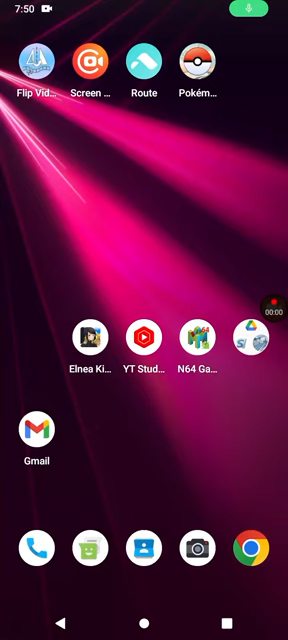 7:50
Flip Vid...
Screen ...
Route
Pokém...
00:00
Elnea Ki...
YT Stud...
N64 Ga...
Gmail